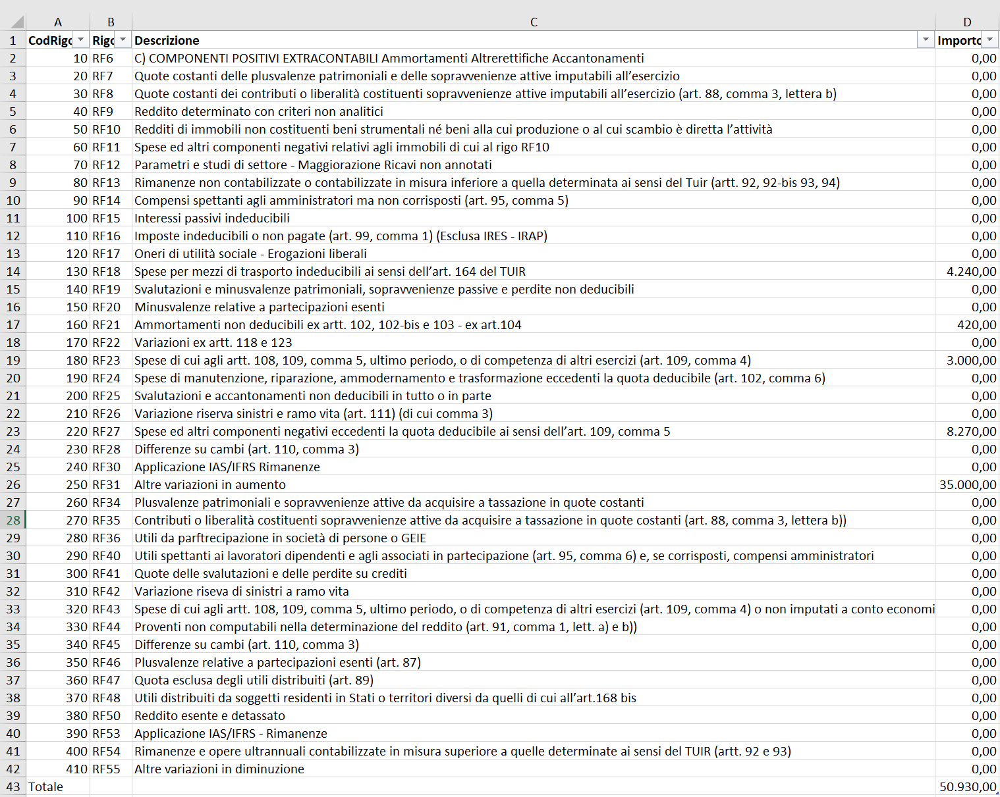 A B C D
1 CodRigo Rigo Descrizione Importo
2 10 RF6 C) COMPONENTI POSITIVI EXTRACONTABILI Ammortamenti Altrerettifiche Accantonamenti 0,00
3 20 RF7 Quote costanti delle plusvalenze patrimoniali e delle sopravvenienze attive imputabili all’esercizio 0,00
4 30 RF8 Quote costanti dei contributi o liberalità costituenti sopravvenienze attive imputabili all’esercizio (art. 88, comma 3, lettera b) 0,00
5 40 RF9 Reddito determinato con criteri non analitici 0,00
6 50 RF10 Redditi di immobili non costituenti beni strumentali né beni alla cui produzione o al cui scambio è diretta l’attività 0,00
7 60 RF11 Spese ed altri componenti negativi relativi agli immobili di cui al rigo RF10 0,00
8 70 RF12 Parametri e studi di settore - Maggiorazione Ricavi non annotati 0,00
9 80 RF13 Rimanenze non contabilizzate o contabilizzate in misura inferiore a quella determinata ai sensi del Tuir (artt. 92, 92-bis 93, 94) 0,00
10 90 RF14 Compensi spettanti agli amministratori ma non corrisposti (art. 95, comma 5) 0,00
11 100 RF15 Interessi passivi indeducibili 0,00
12 110 RF16 Imposte indeducibili o non pagate (art. 99, comma 1) (Esclusa IRES - IRAP) 0,00
13 120 RF17 Oneri di utilità sociale - Erogazioni liberali 0,00
14 130 RF18 Spese per mezzi di trasporto indeducibili ai sensi dell’art. 164 del TUIR 4.240,00
15 140 RF19 Svalutazioni e minusvalenze patrimoniali, sopravvenienze passive e perdite non deducibili 0,00
16 150 RF20 Minusvalenze relative a partecipazioni esenti 0,00
17 160 RF21 Ammortamenti non deducibili ex artt. 102, 102-bis e 103 - ex art.104 420,00
18 170 RF22 Variazioni ex artt. 118 e 123 0,00
19 180 RF23 Spese di cui agli artt. 108, 109, comma 5, ultimo periodo, o di competenza di altri esercizi (art. 109, comma 4) 3.000,00
20 190 RF24 Spese di manutenzione, riparazione, ammodernamento e trasformazione eccedenti la quota deducibile (art. 102, comma 6) 0,00
21 200 RF25 Svalutazioni e accantonamenti non deducibili in tutto o in parte 0,00
22 210 RF26 Variazione riserva sinistri e ramo vita (art. 111) (di cui comma 3) 0,00
23 220 RF27 Spese ed altri componenti negativi eccedenti la quota deducibile ai sensi dell’art. 109, comma 5 8.270,00
24 230 RF28 Differenze su cambi (art. 110, comma 3) 0,00
25 240 RF30 Applicazione IAS/IFRS Rimanenze 0,00
26 250 RF31 Altre variazioni in aumento 35.000,00
27 260 RF34 Plusvalenze patrimoniali e sopravvenienze attive da acquisire a tassazione in quote costanti 0,00
28 270 RF35 Contributi o liberalità costituenti sopravvenienze attive da acquisire a tassazione in quote costanti (art. 88, comma 3, lettera b)) 0,00
29 280 RF36 Utili da parftrecipazione in società di persone o GEIE 0,00
30 290 RF40 Utili spettanti ai lavoratori dipendenti e agli associati in partecipazione (art. 95, comma 6) e, se corrisposti, compensi amministratori 0,00
31 300 RF41 Quote delle svalutazioni e delle perdite su crediti 0,00
32 310 RF42 Variazione riseva di sinistri a ramo vita 0,00
33 320 RF43 Spese di cui agli artt. 108, 109, comma 5, ultimo periodo, o di competenza di altri esercizi (art. 109, comma 4) o non imputati a conto economi 0,00
34 330 RF44 Proventi non computabili nella determinazione del reddito (art. 91, comma 1, lett. a) e b)) 0,00
35 340 RF45 Differenze su cambi (art. 110, comma 3) 0,00
36 350 RF46 Plusvalenze relative a partecipazioni esenti (art. 87) 0,00
37 360 RF47 Quota esclusa degli utili distribuiti (art. 89) 0,00
38 370 RF48 Utili distribuiti da soggetti residenti in Stati o territori diversi da quelli di cui all’art.168 bis 0,00
39 380 RF50 Reddito esente e detassato 0,00
40 390 RF53 Applicazione IAS/IFRS - Rimanenze 0,00
41 400 RF54 Rimanenze e opere ultrannuali contabilizzate in misura superiore a quelle determinate ai sensi del TUIR (artt. 92 e 93) 0,00
42 410 RF55 Altre variazioni in diminuzione 0,00
43 Totale 50.930,00